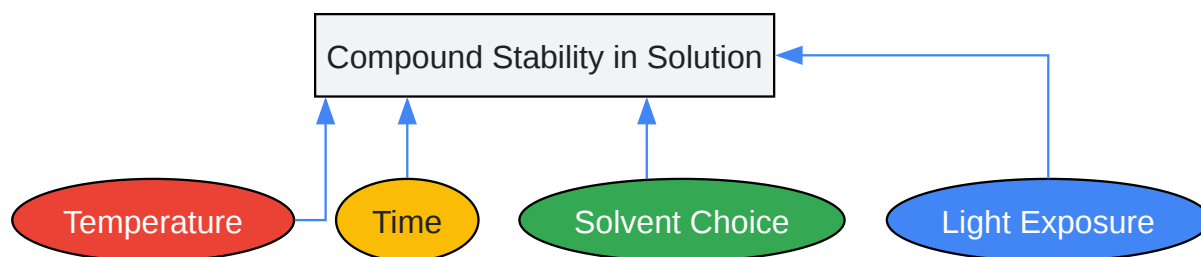 Compound Stability in Solution
Temperature
Time
Solvent Choice
Light Exposure